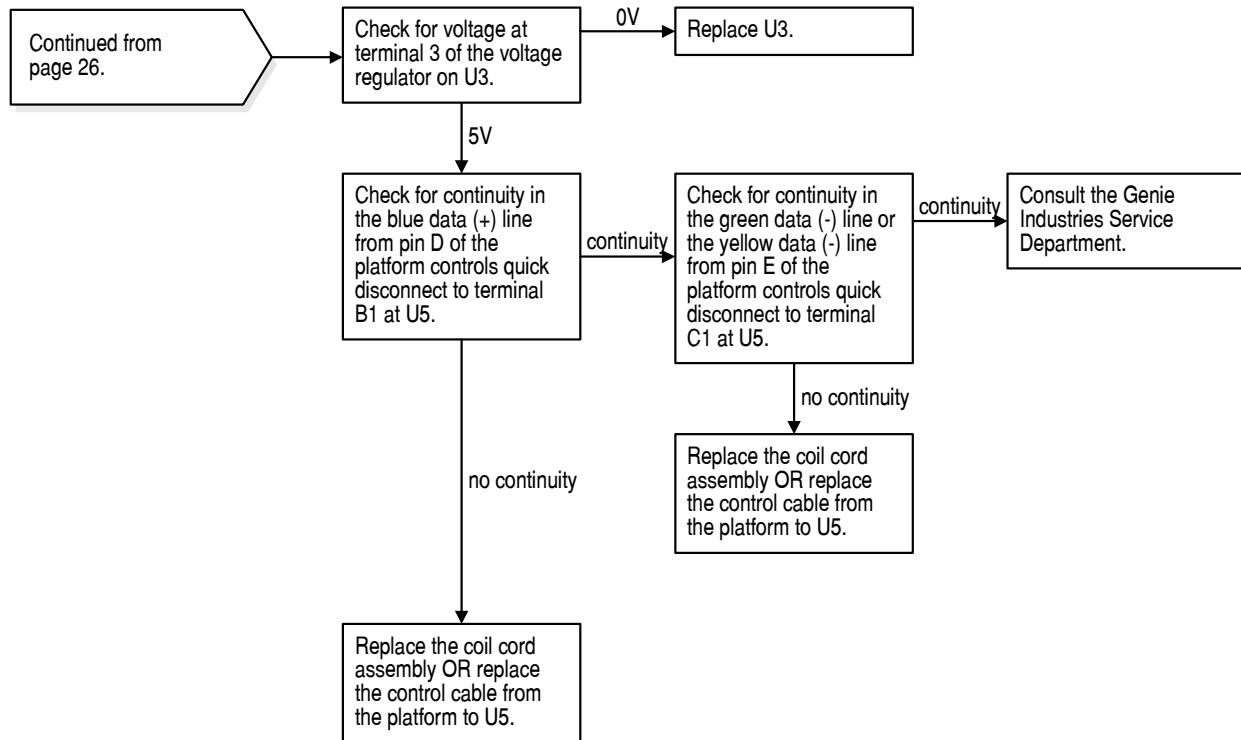 Continued from
page 26.
Check for voltage at
terminal 3 of the voltage
regulator on U3.
0V
Replace U3.
5V
Check for continuity in
the blue data (+) line
from pin D of the
platform controls quick
disconnect to terminal
B1 at U5.
continuity
Check for continuity in
the green data (-) line or
the yellow data (-) line
from pin E of the
platform controls quick
disconnect to terminal
C1 at U5.
continuity
Consult the Genie
Industries Service
Department.
no continuity
Replace the coil cord
assembly OR replace
the control cable from
the platform to U5.
no continuity
Replace the coil cord
assembly OR replace
the control cable from
the platform to U5.